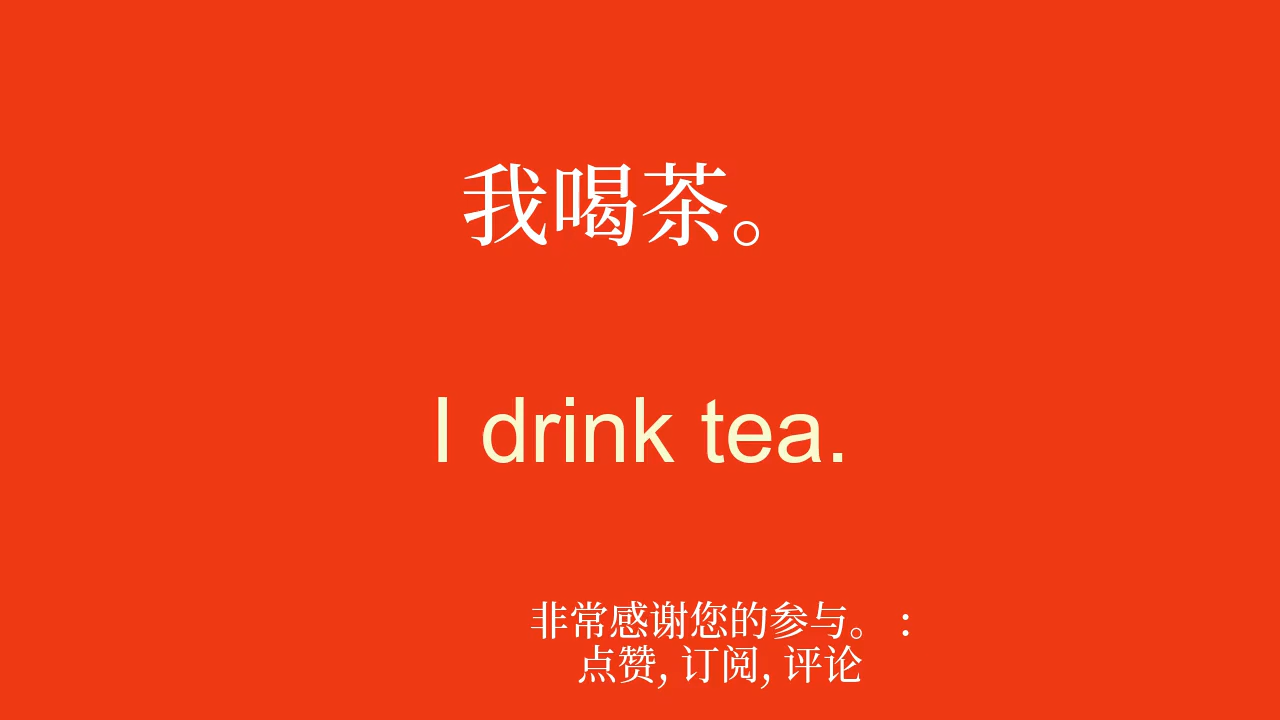 我喝茶。
I drink tea.
非常感谢您的参与。 :
点赞, 订阅, 评论